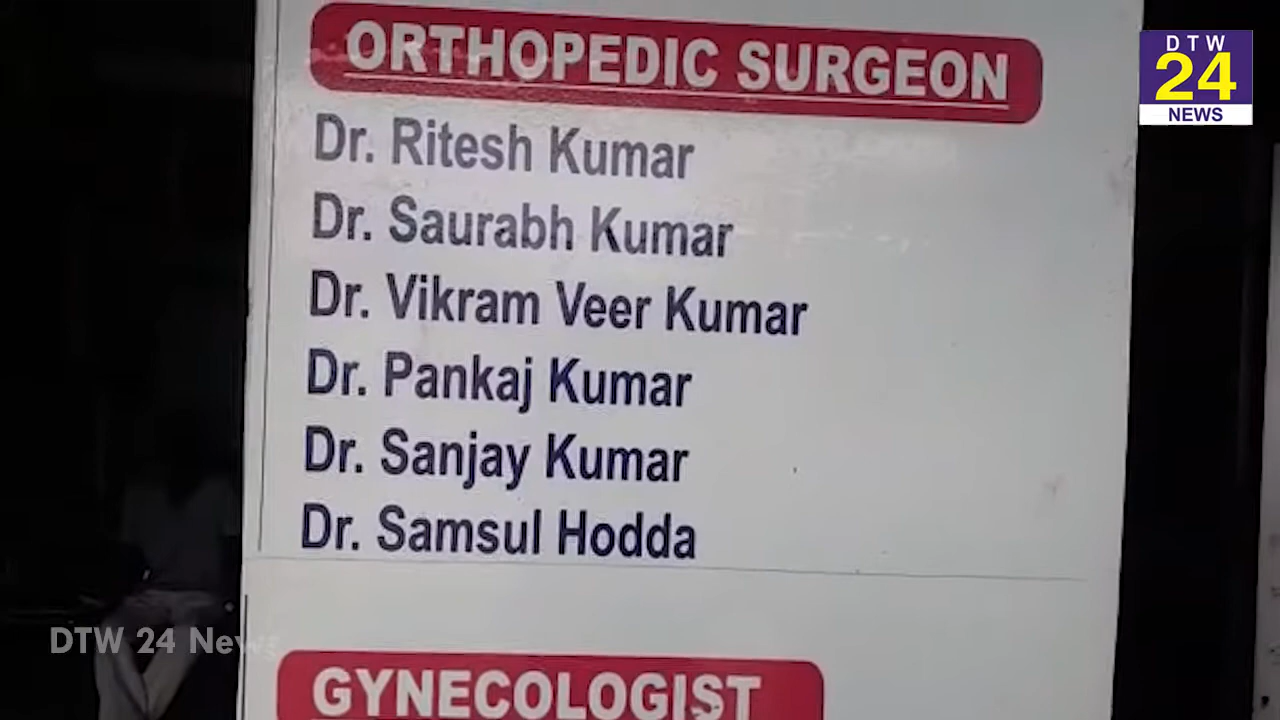 ORTHOPEDIC SURGEON
Dr. Ritesh Kumar
Dr. Saurabh Kumar
Dr. Vikram Veer Kumar
Dr. Pankaj Kumar
Dr. Sanjay Kumar
Dr. Samsul Hodda
GYNECOLOGIST
DTW
24
NEWS
DTW 24 News